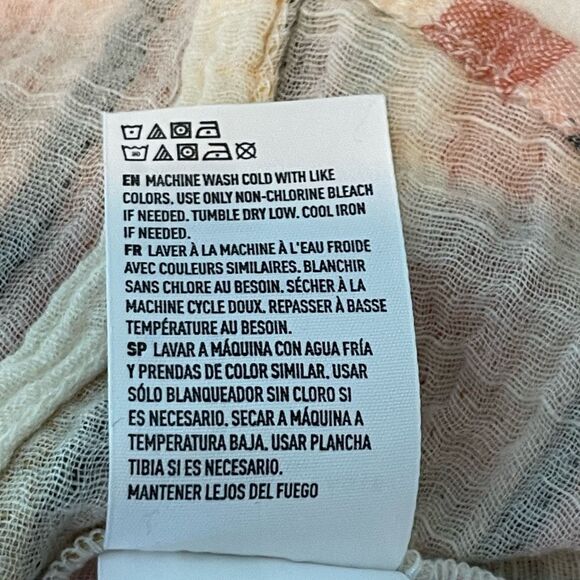 EN MACHINE WASH COLD WITH LIKE
COLORS. USE ONLY NON-CHLORINE BLEACH
IF NEEDED. TUMBLE DRY LOW. COOL IRON
IF NEEDED.
FR LAVER À LA MACHINE À L'EAU FROIDE
AVEC COULEURS SIMILAIRES. BLANCHIR
SANS CHLORE AU BESOIN. SÉCHER À LA
MACHINE CYCLE DOUX. REPASSER À BASSE
TEMPÉRATURE AU BESOIN.
SP LAVAR A MÁQUINA CON AGUA FRÍA
Y PRENDAS DE COLOR SIMILAR. USAR
SÓLO BLANQUEADOR SIN CLORO SI
ES NECESARIO. SECAR A MÁQUINA A
TEMPERATURA BAJA. USAR PLANCHA
TIBIA SI ES NECESARIO.
MANTENER LEJOS DEL FUEGO